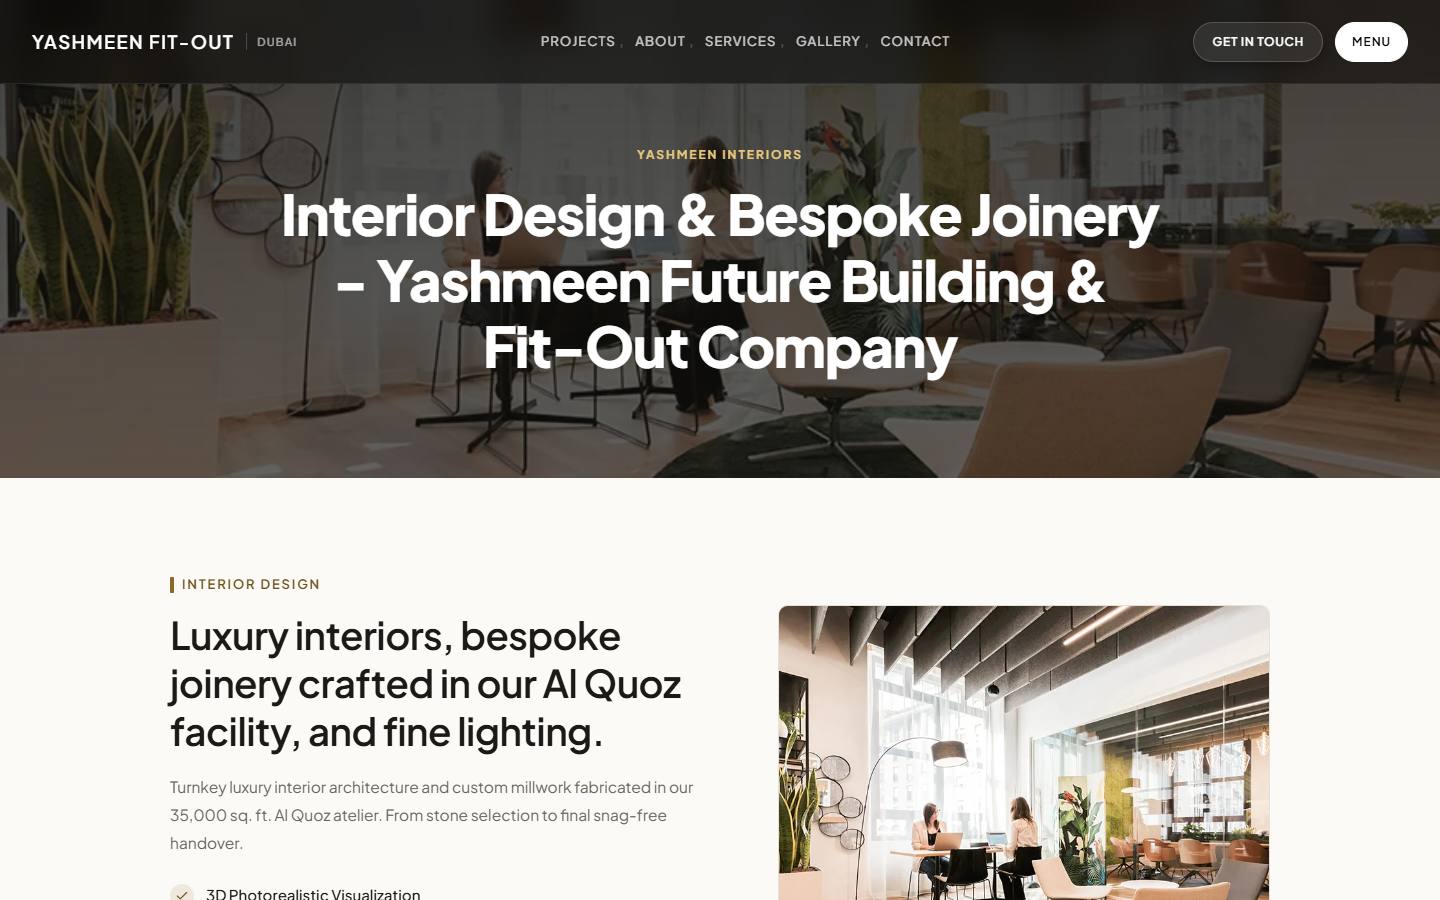 YASHMEEN FIT-OUT
DUBAI
PROJECTS , ABOUT , SERVICES , GALLERY , CONTACT
GET IN TOUCH
MENU
YASHMEEN INTERIORS
Interior Design & Bespoke Joinery
- Yashmeen Future Building &
Fit-Out Company
INTERIOR DESIGN
Luxury interiors, bespoke
joinery crafted in our Al Quoz
facility, and fine lighting.
Turnkey luxury interior architecture and custom millwork fabricated in our
35,000 sq. ft. Al Quoz atelier. From stone selection to final snag-free
handover.
3D Photorealistic Visualization